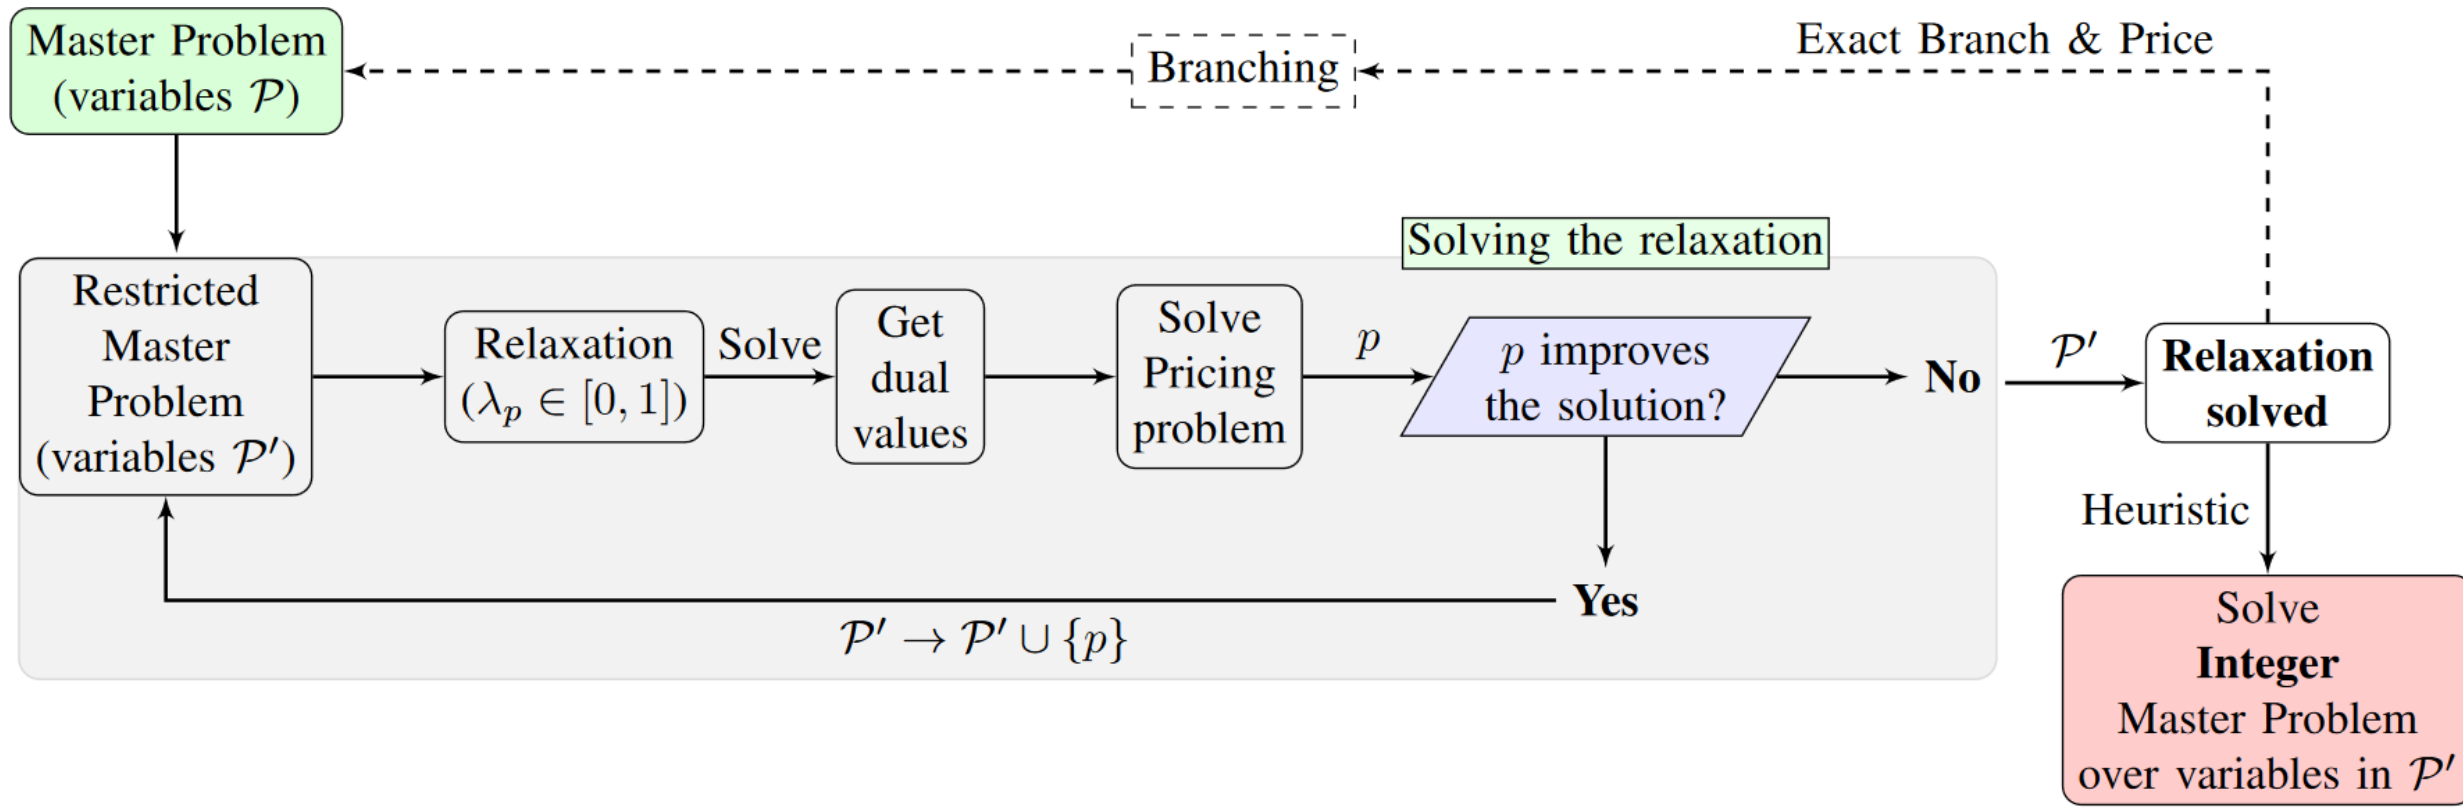 Master Problem
(variables 𝒫)
Branching
Exact Branch & Price
Solving the relaxation
Restricted
Master
Problem
(variables 𝒫′)
Relaxation
(λₚ ∈ [0, 1])
Solve
Get
dual
values
Solve
Pricing
problem
p
p improves
the solution?
No
𝒫′
Relaxation
solved
Yes
𝒫′ → 𝒫′ ∪ {p}
Heuristic
Solve
Integer
Master Problem
over variables in 𝒫′